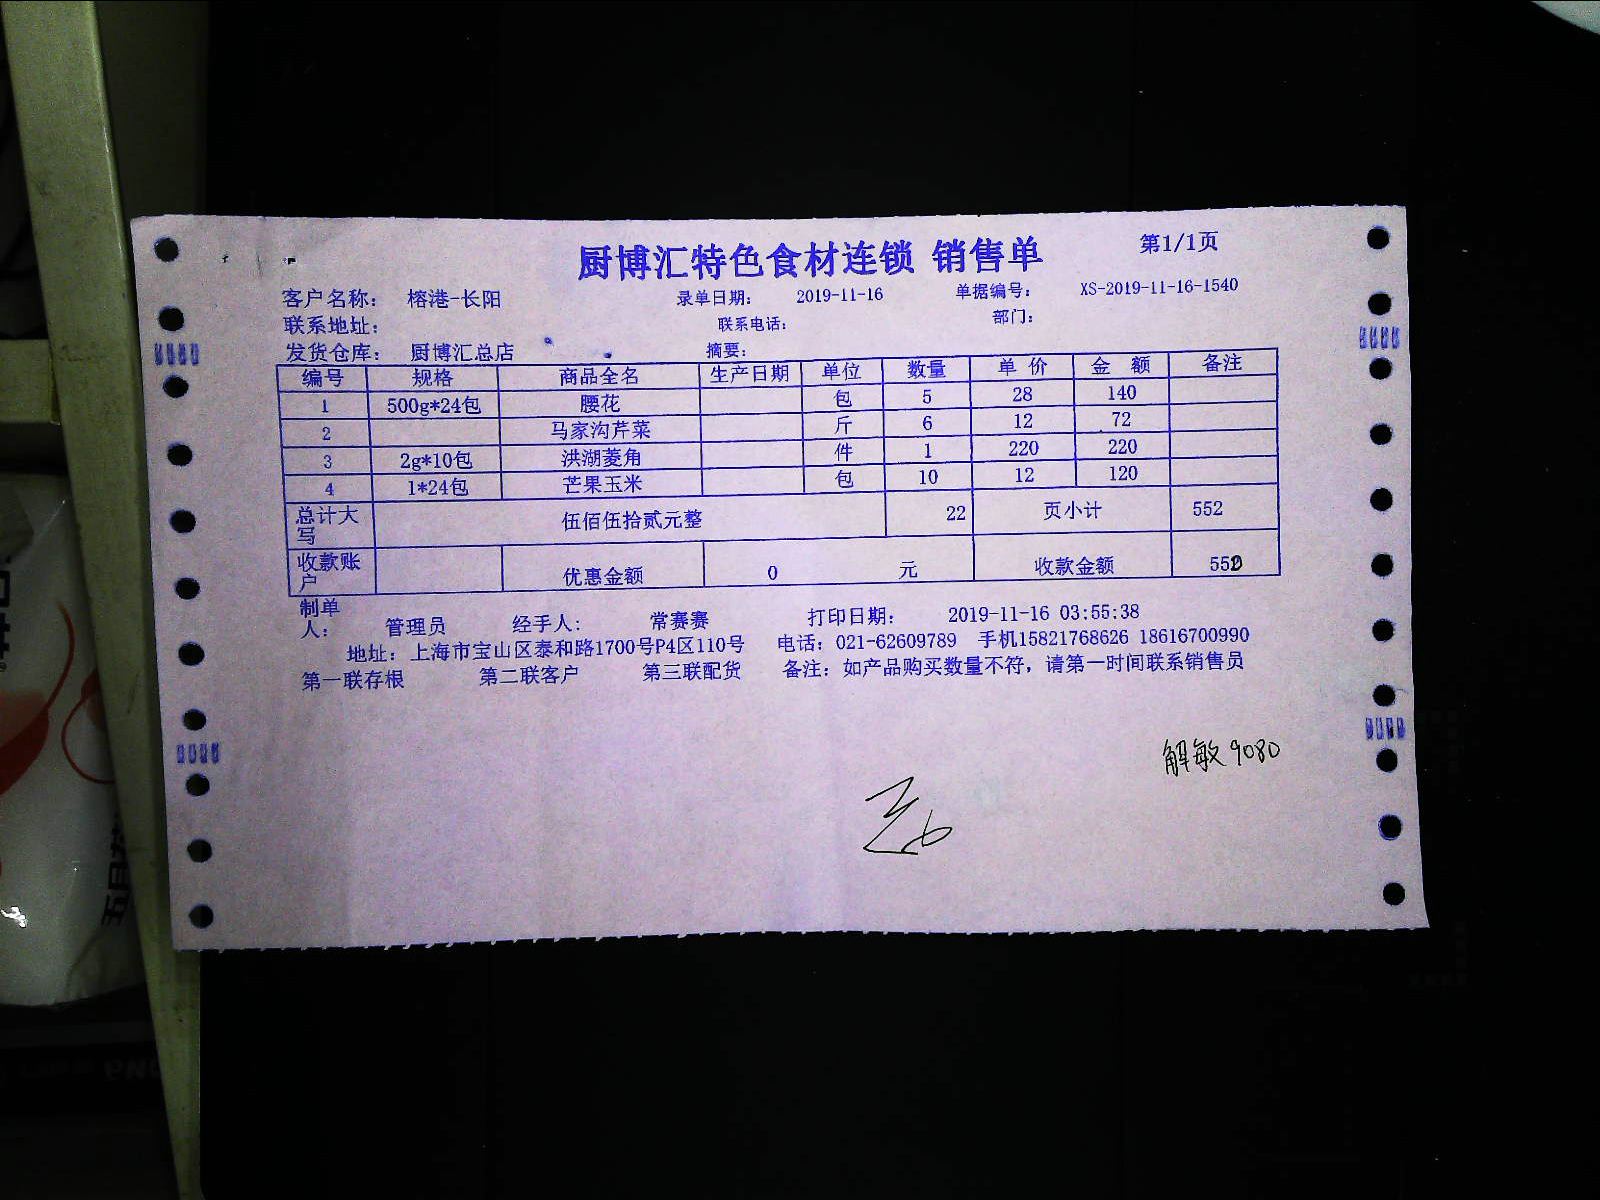 厨博汇特色食材连锁 销售单 第1/1页
客户名称： 榕港-长阳 录单日期： 2019-11-16 单据编号： XS-2019-11-16-1540
联系地址： 联系电话： 部门：
发货仓库： 厨博汇总店 摘要：
编号 规格 商品全名 生产日期 单位 数量 单 价 金 额 备注
1 500g*24包 腰花 包 5 28 140
2 马家沟芹菜 斤 6 12 72
3 2g*10包 洪湖菱角 件 1 220 220
4 1*24包 芒果玉米 包 10 12 120
总计大写 伍佰伍拾贰元整 22 页小计 552
收款账户 优惠金额 0 元 收款金额 552
制单人： 管理员 经手人： 常赛赛 打印日期： 2019-11-16 03:55:38
地址：上海市宝山区泰和路1700号P4区110号 电话：021-62609789 手机15821768626 18616700990
第一联存根 第二联客户 第三联配货 备注：如产品购买数量不符，请第一时间联系销售员
解敏9080